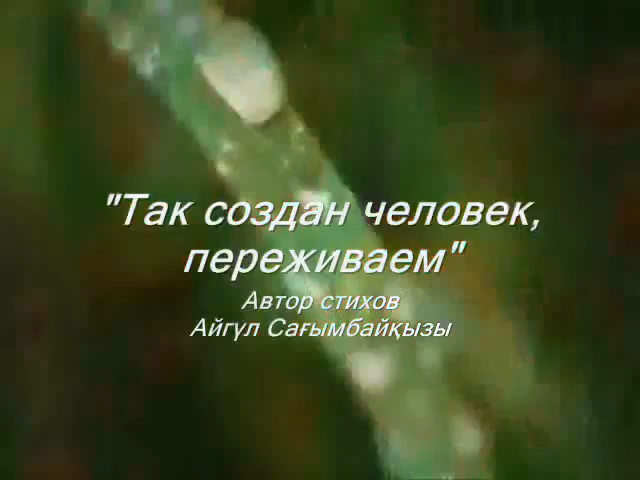 "Так создан человек,
переживаем"
Автор стихов
Айгүл Сағымбайқызы